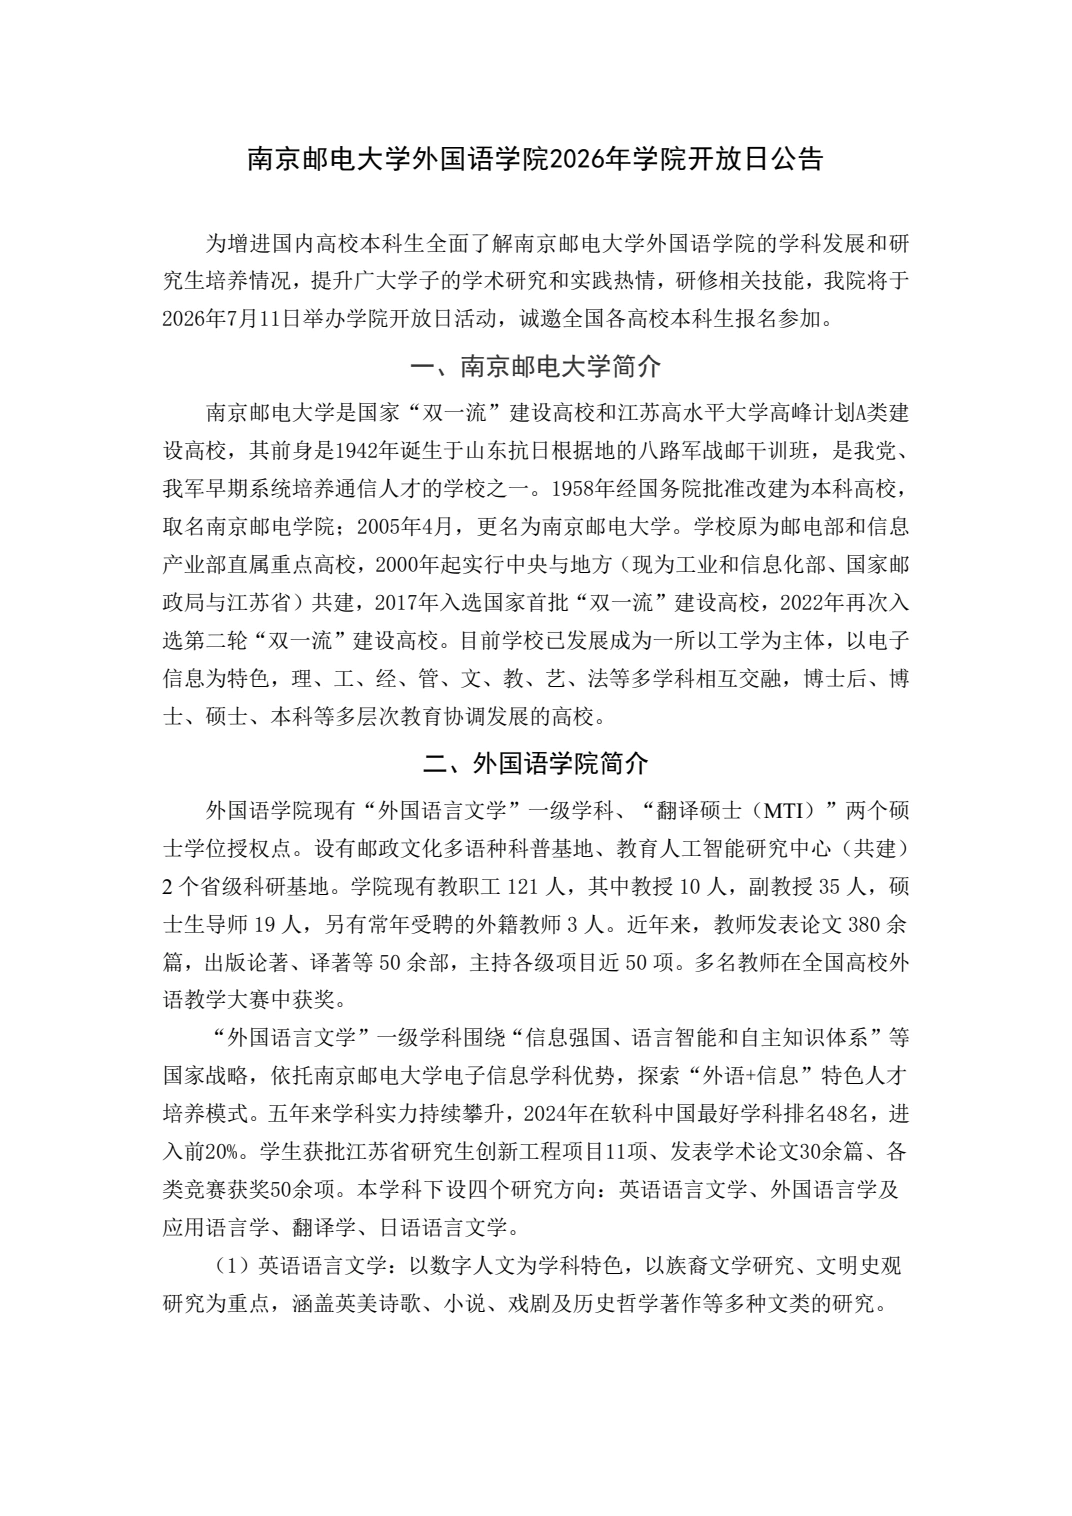 南京邮电大学外国语学院2026年学院开放日公告
为增进国内高校本科生全面了解南京邮电大学外国语学院的学科发展和研
究生培养情况，提升广大学子的学术研究和实践热情，研修相关技能，我院将于
2026年7月11日举办学院开放日活动，诚邀全国各高校本科生报名参加。
一、南京邮电大学简介
南京邮电大学是国家“双一流”建设高校和江苏高水平大学高峰计划A类建
设高校，其前身是1942年诞生于山东抗日根据地的八路军战邮干训班，是我党、
我军早期系统培养通信人才的学校之一。1958年经国务院批准改建为本科高校，
取名南京邮电学院；2005年4月，更名为南京邮电大学。学校原为邮电部和信息
产业部直属重点高校，2000年起实行中央与地方（现为工业和信息化部、国家邮
政局与江苏省）共建，2017年入选国家首批“双一流”建设高校，2022年再次入
选第二轮“双一流”建设高校。目前学校已发展成为一所以工学为主体，以电子
信息为特色，理、工、经、管、文、教、艺、法等多学科相互交融，博士后、博
士、硕士、本科等多层次教育协调发展的高校。
二、外国语学院简介
外国语学院现有“外国语言文学”一级学科、“翻译硕士（MTI）”两个硕
士学位授权点。设有邮政文化多语种科普基地、教育人工智能研究中心（共建）
2 个省级科研基地。学院现有教职工 121 人，其中教授 10 人，副教授 35 人，硕
士生导师 19 人，另有常年受聘的外籍教师 3 人。近年来，教师发表论文 380 余
篇，出版论著、译著等 50 余部，主持各级项目近 50 项。多名教师在全国高校外
语教学大赛中获奖。
“外国语言文学”一级学科围绕“信息强国、语言智能和自主知识体系”等
国家战略，依托南京邮电大学电子信息学科优势，探索“外语+信息”特色人才
培养模式。五年来学科实力持续攀升，2024年在软科中国最好学科排名48名，进
入前20%。学生获批江苏省研究生创新工程项目11项、发表学术论文30余篇、各
类竞赛获奖50余项。本学科下设四个研究方向：英语语言文学、外国语言学及
应用语言学、翻译学、日语语言文学。
（1）英语语言文学：以数字人文为学科特色，以族裔文学研究、文明史观
研究为重点，涵盖英美诗歌、小说、戏剧及历史哲学著作等多种文类的研究。